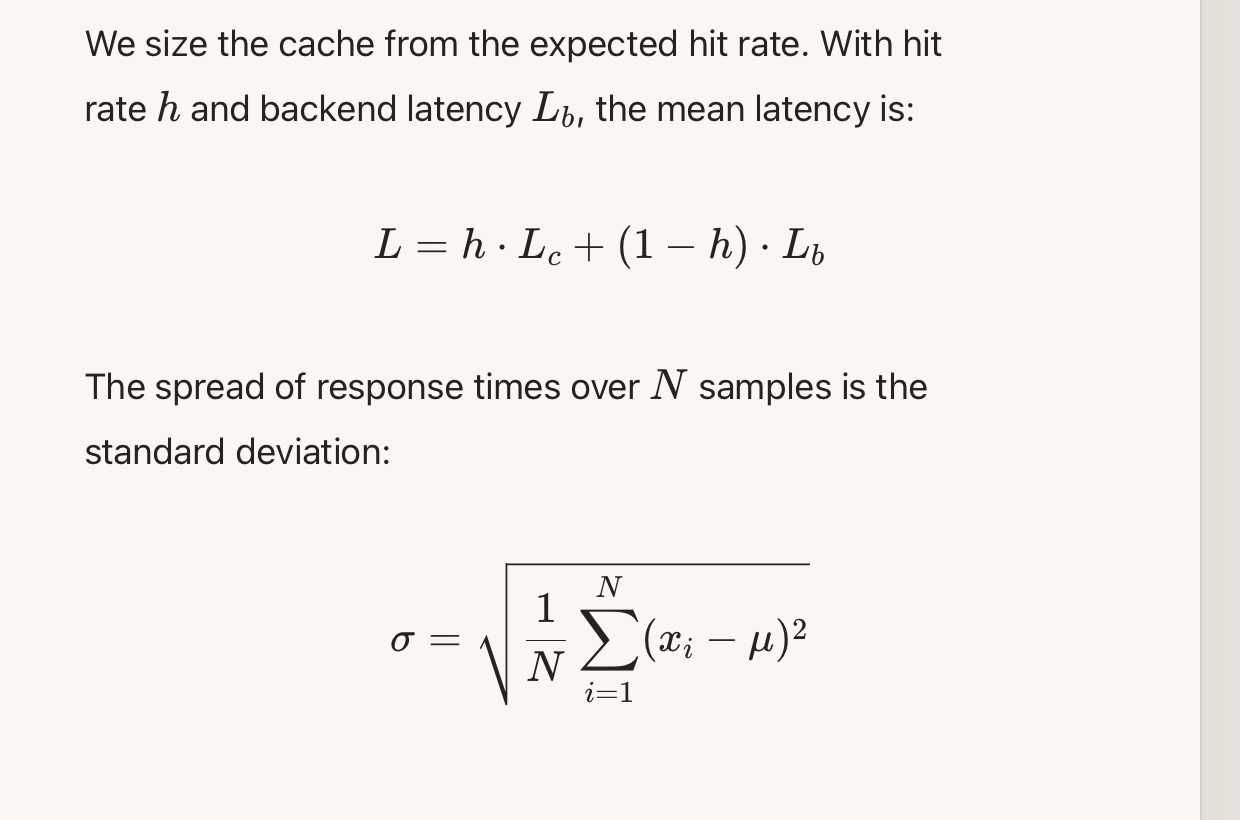 We size the cache from the expected hit rate. With hit
rate h and backend latency L_b, the mean latency is:
L = h · L_c + (1 − h) · L_b
The spread of response times over N samples is the
standard deviation:
σ = √(1/N ∑_{i=1}^{N} (x_i − μ)²)